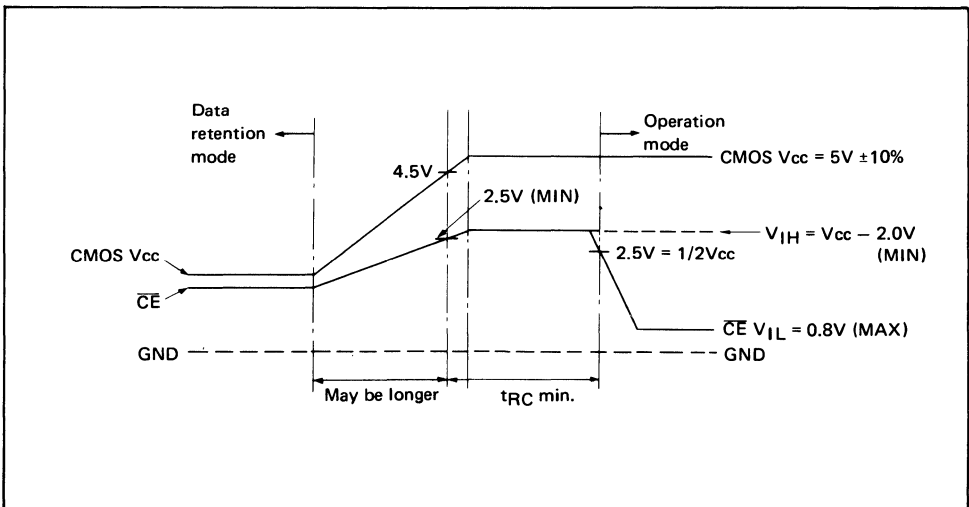 Data
retention
mode
Operation
mode
CMOS Vcc = 5V ±10%
4.5V
2.5V (MIN)
VIH = Vcc – 2.0V
(MIN)
CMOS Vcc
2.5V = 1/2Vcc
CE
CE VIL = 0.8V (MAX)
GND
GND
May be longer
tRC min.